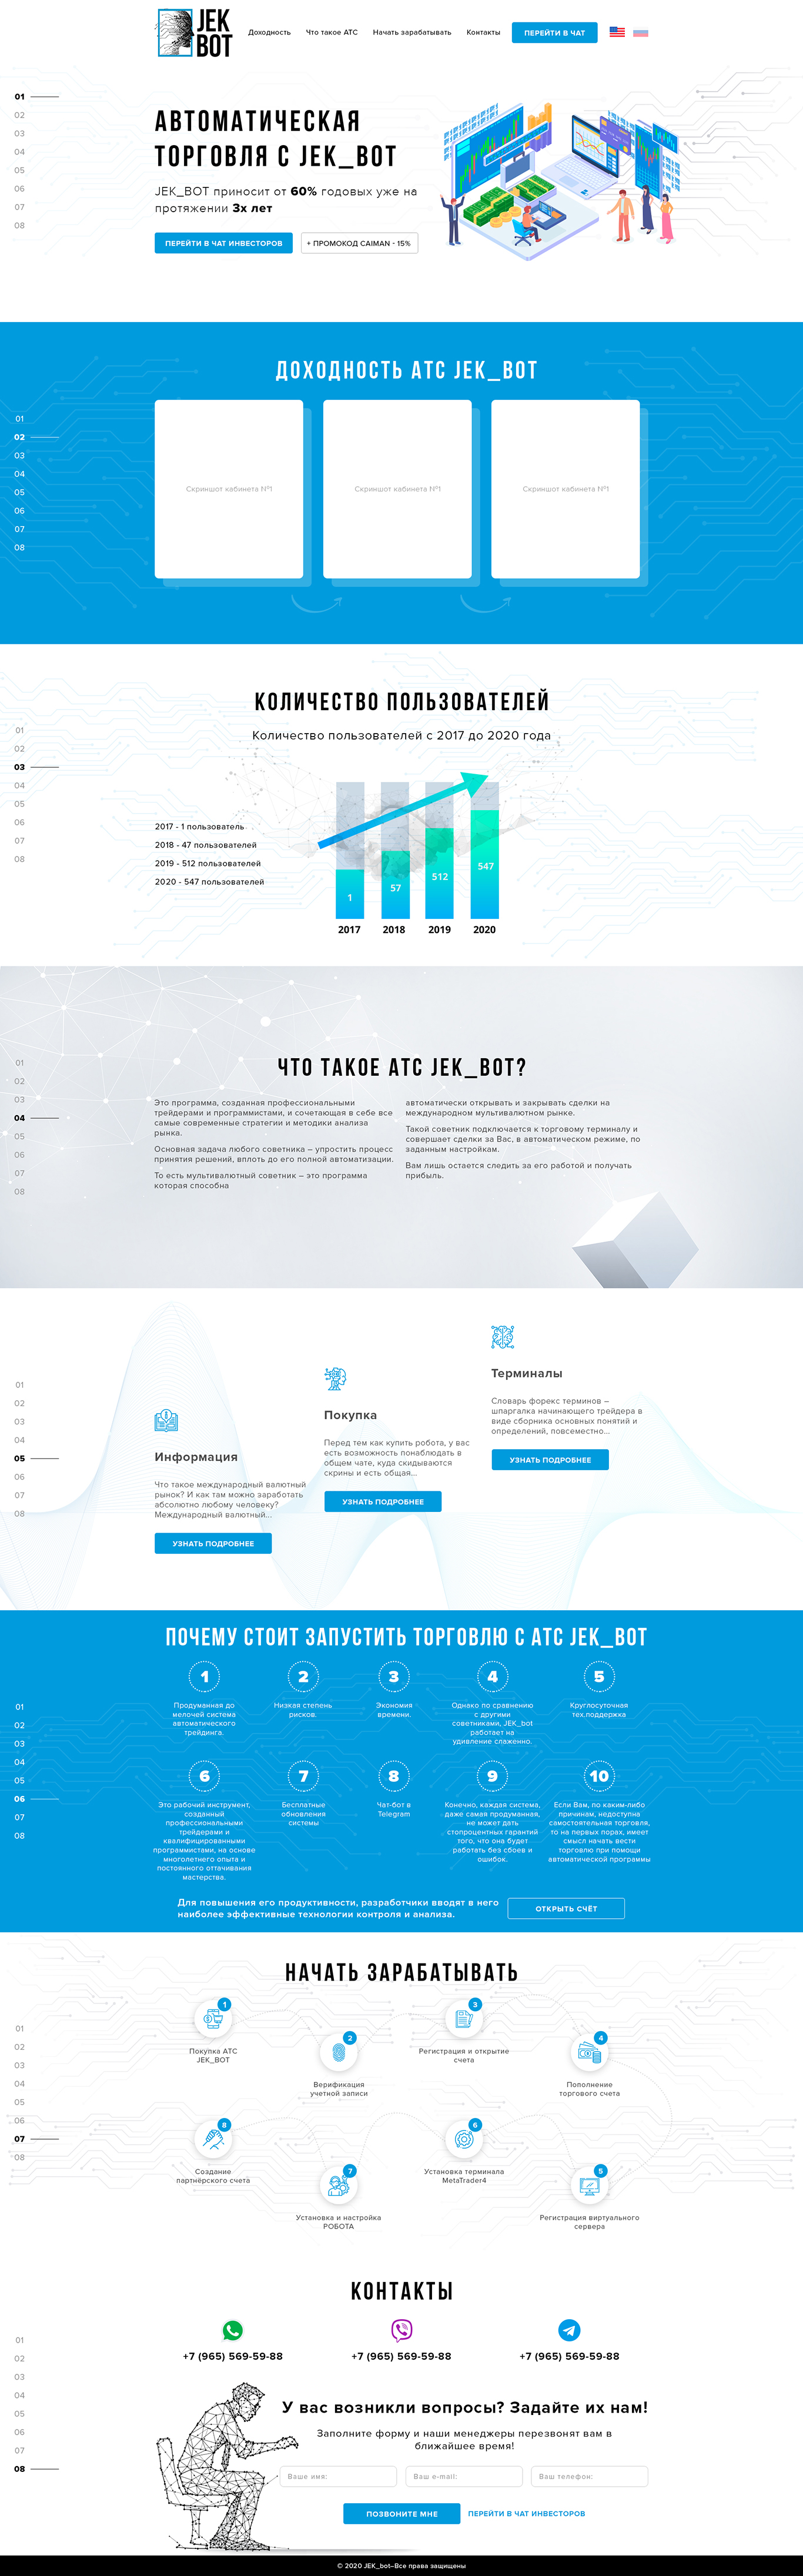 JEK
BOT
Доходность
Что такое АТС
Начать зарабатывать
Контакты
ПЕРЕЙТИ В ЧАТ
01
02
03
04
05
06
07
08
АВТОМАТИЧЕСКАЯ
ТОРГОВЛЯ С JEK_BOT
JEK_BOT приносит от 60% годовых уже на
протяжении 3х лет
ПЕРЕЙТИ В ЧАТ ИНВЕСТОРОВ
+ ПРОМОКОД CAIMAN - 15%
ДОХОДНОСТЬ АТС JEK_BOT
01
02
03
04
05
06
07
08
Скриншот кабинета №1
Скриншот кабинета №1
Скриншот кабинета №1
КОЛИЧЕСТВО ПОЛЬЗОВАТЕЛЕЙ
Количество пользователей с 2017 до 2020 года
01
02
03
04
05
06
07
08
2017 - 1 пользователь
2018 - 47 пользователей
2019 - 512 пользователей
2020 - 547 пользователей
1
57
512
547
2017
2018
2019
2020
ЧТО ТАКОЕ АТС JEK_BOT?
01
02
03
04
05
06
07
08
Это программа, созданная профессиональными
трейдерами и программистами, и сочетающая в себе все
самые современные стратегии и методики анализа
рынка.
Основная задача любого советника – упростить процесс
принятия решений, вплоть до его полной автоматизации.
То есть мультивалютный советник – это программа
которая способна
автоматически открывать и закрывать сделки на
международном мультивалютном рынке.
Такой советник подключается к торговому терминалу и
совершает сделки за Вас, в автоматическом режиме, по
заданным настройкам.
Вам лишь остается следить за его работой и получать
прибыль.
01
02
03
04
05
06
07
08
Информация
Что такое международный валютный
рынок? И как там можно заработать
абсолютно любому человеку?
Международный валютный...
УЗНАТЬ ПОДРОБНЕЕ
Покупка
Перед тем как купить робота, у вас
есть возможность понаблюдать в
общем чате, куда скидываются
скрины и есть общая...
УЗНАТЬ ПОДРОБНЕЕ
Терминалы
Словарь форекс терминов –
шпаргалка начинающего трейдера в
виде сборника основных понятий и
определений, повсеместно...
УЗНАТЬ ПОДРОБНЕЕ
ПОЧЕМУ СТОИТ ЗАПУСТИТЬ ТОРГОВЛЮ С АТС JEK_BOT
01
02
03
04
05
06
07
08
1
Продуманная до
мелочей система
автоматического
трейдинга.
2
Низкая степень
рисков.
3
Экономия
времени.
4
Однако по сравнению
с другими
советниками, JEK_bot
работает на
удивление слаженно.
5
Круглосуточная
тех.поддержка
6
Это рабочий инструмент,
созданный
профессиональными
трейдерами и
квалифицированными
программистами, на основе
многолетнего опыта и
постоянного оттачивания
мастерства.
7
Бесплатные
обновления
системы
8
Чат-бот в
Telegram
9
Конечно, каждая система,
даже самая продуманная,
не может дать
стопроцентных гарантий
того, что она будет
работать без сбоев и
ошибок.
10
Если Вам, по каким-либо
причинам, недоступна
самостоятельная торговля,
то на первых порах, имеет
смысл начать вести
торговлю при помощи
автоматической программы
Для повышения его продуктивности, разработчики вводят в него
наиболее эффективные технологии контроля и анализа.
ОТКРЫТЬ СЧЁТ
НАЧАТЬ ЗАРАБАТЫВАТЬ
01
02
03
04
05
06
07
08
1
Покупка АТС
JEK_BOT
2
Верификация
учетной записи
3
Регистрация и открытие
счета
4
Пополнение
торгового счета
8
Создание
партнёрского счета
7
Установка и настройка
РОБОТА
6
Установка терминала
MetaTrader4
5
Регистрация виртуального
сервера
КОНТАКТЫ
01
02
03
04
05
06
07
08
+7 (965) 569-59-88
+7 (965) 569-59-88
+7 (965) 569-59-88
У вас возникли вопросы? Задайте их нам!
Заполните форму и наши менеджеры перезвонят вам в
ближайшее время!
Ваше имя:
Ваш e-mail:
Ваш телефон:
ПОЗВОНИТЕ МНЕ
ПЕРЕЙТИ В ЧАТ ИНВЕСТОРОВ
© 2020 JEK_bot–Все права защищены